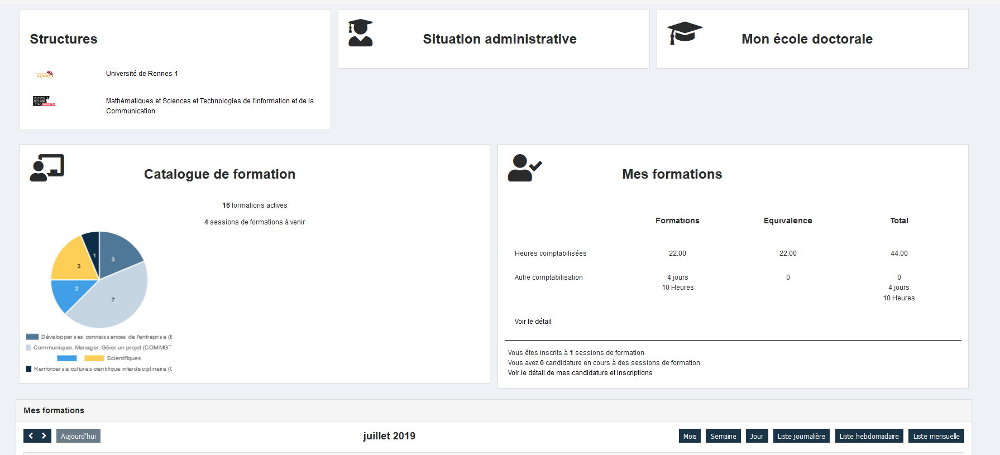 Structures
Situation administrative
Mon école doctorale
RENNES
Université de Rennes 1
UNIVERSITE
BRETAGNE
LOIRE MATHSTIC
Mathématiques et Sciences et Technologies de l'information et de la
Communication
Catalogue de formation
16 formations actives
4 sessions de formations à venir
1
3
3
2
7
Développer ses connaissances de l'entreprise (E
Communiquer, Manager, Gérer un projet (COMMGT
Scientifiques
Renforcer sa culture scientifique interdisciplinaire (C
Mes formations
Formations Equivalence Total
Heures comptabilisées 22:00 22:00 44:00
Autre comptabilisation 4 jours 0 0
10 Heures 4 jours
10 Heures
Voir le détail
Vous êtes inscrits à 1 sessions de formation
Vous avez 0 candidature en cours à des sessions de formation
Voir le détail de mes candidature et inscriptions
Mes formations
Aujourd'hui
juillet 2019
Mois Semaine Jour Liste journalière Liste hebdomadaire Liste mensuelle